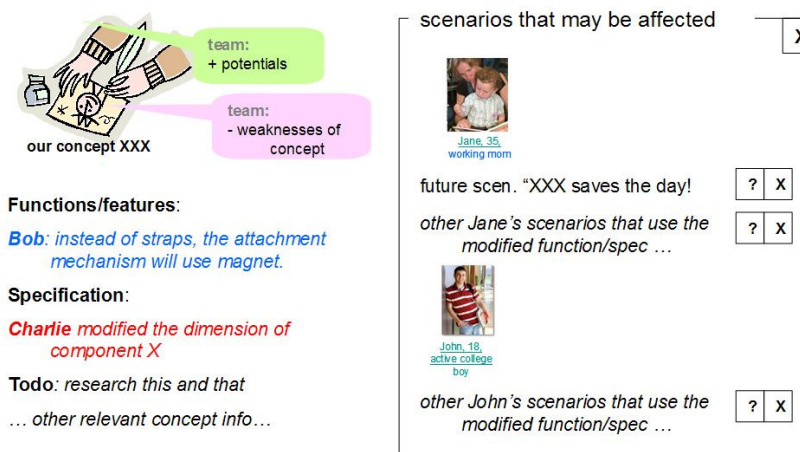 team:
+ potentials
team:
- weaknesses of
concept
our concept XXX
Functions/features:
Bob: instead of straps, the attachment
mechanism will use magnet.
Specification:
Charlie modified the dimension of
component X
Todo: research this and that
… other relevant concept info…
scenarios that may be affected
X
Jane, 35,
working mom
future scen. “XXX saves the day!
? X
other Jane’s scenarios that use the
modified function/spec …
? X
John, 18,
active college
boy
other John’s scenarios that use the
modified function/spec …
? X